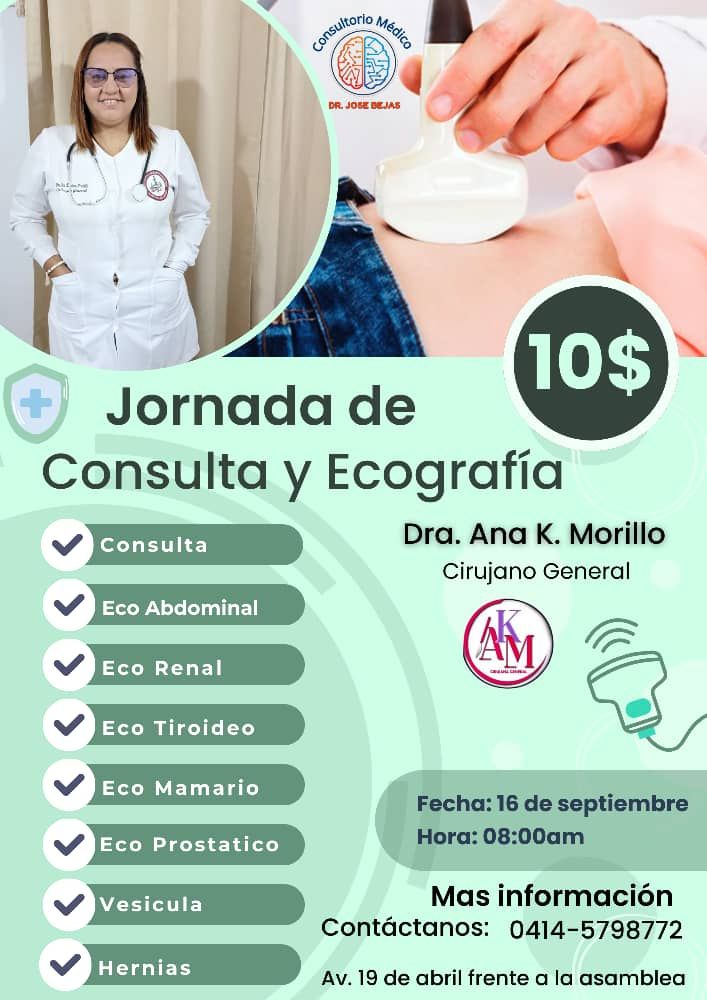 Consultorio Médico
DR. JOSE BEJAS
10$
Jornada de
Consulta y Ecografía
Consulta
Eco Abdominal
Eco Renal
Eco Tiroideo
Eco Mamario
Eco Prostatico
Vesicula
Hernias
Dra. Ana K. Morillo
Cirujano General
AKM
CIRUJANO GENERAL
Fecha: 16 de septiembre
Hora: 08:00am
Mas información
Contáctanos: 0414-5798772
Av. 19 de abril frente a la asamblea